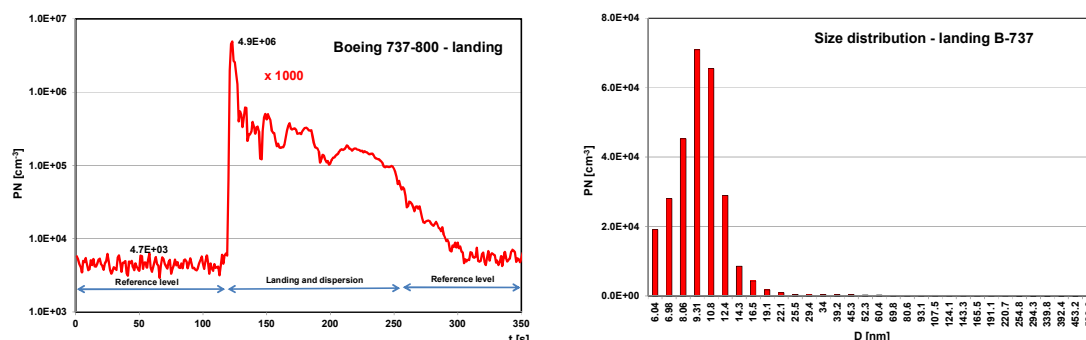 Boeing 737-800 - landing
4.9E+06
x 1000
4.7E+03
Reference level
Landing and dispersion
Reference level
PN [cm-3]
1.0E+07
1.0E+06
1.0E+05
1.0E+04
1.0E+03
0 50 100 150 200 250 300 350
t [s]
Size distribution - landing B-737
PN [cm-3]
8.0E+04
6.0E+04
4.0E+04
2.0E+04
0.0E+00
6.04 6.98 8.06 9.31 10.8 12.4 14.3 16.5 19.1 22.1 25.5 29.4 34 39.2 45.3 52.3 60.4 69.8 80.6 93.1 107.5 124.1 143.3 165.5 191.1 220.7 254.8 294.3 339.8 392.4 453.2
D [nm]